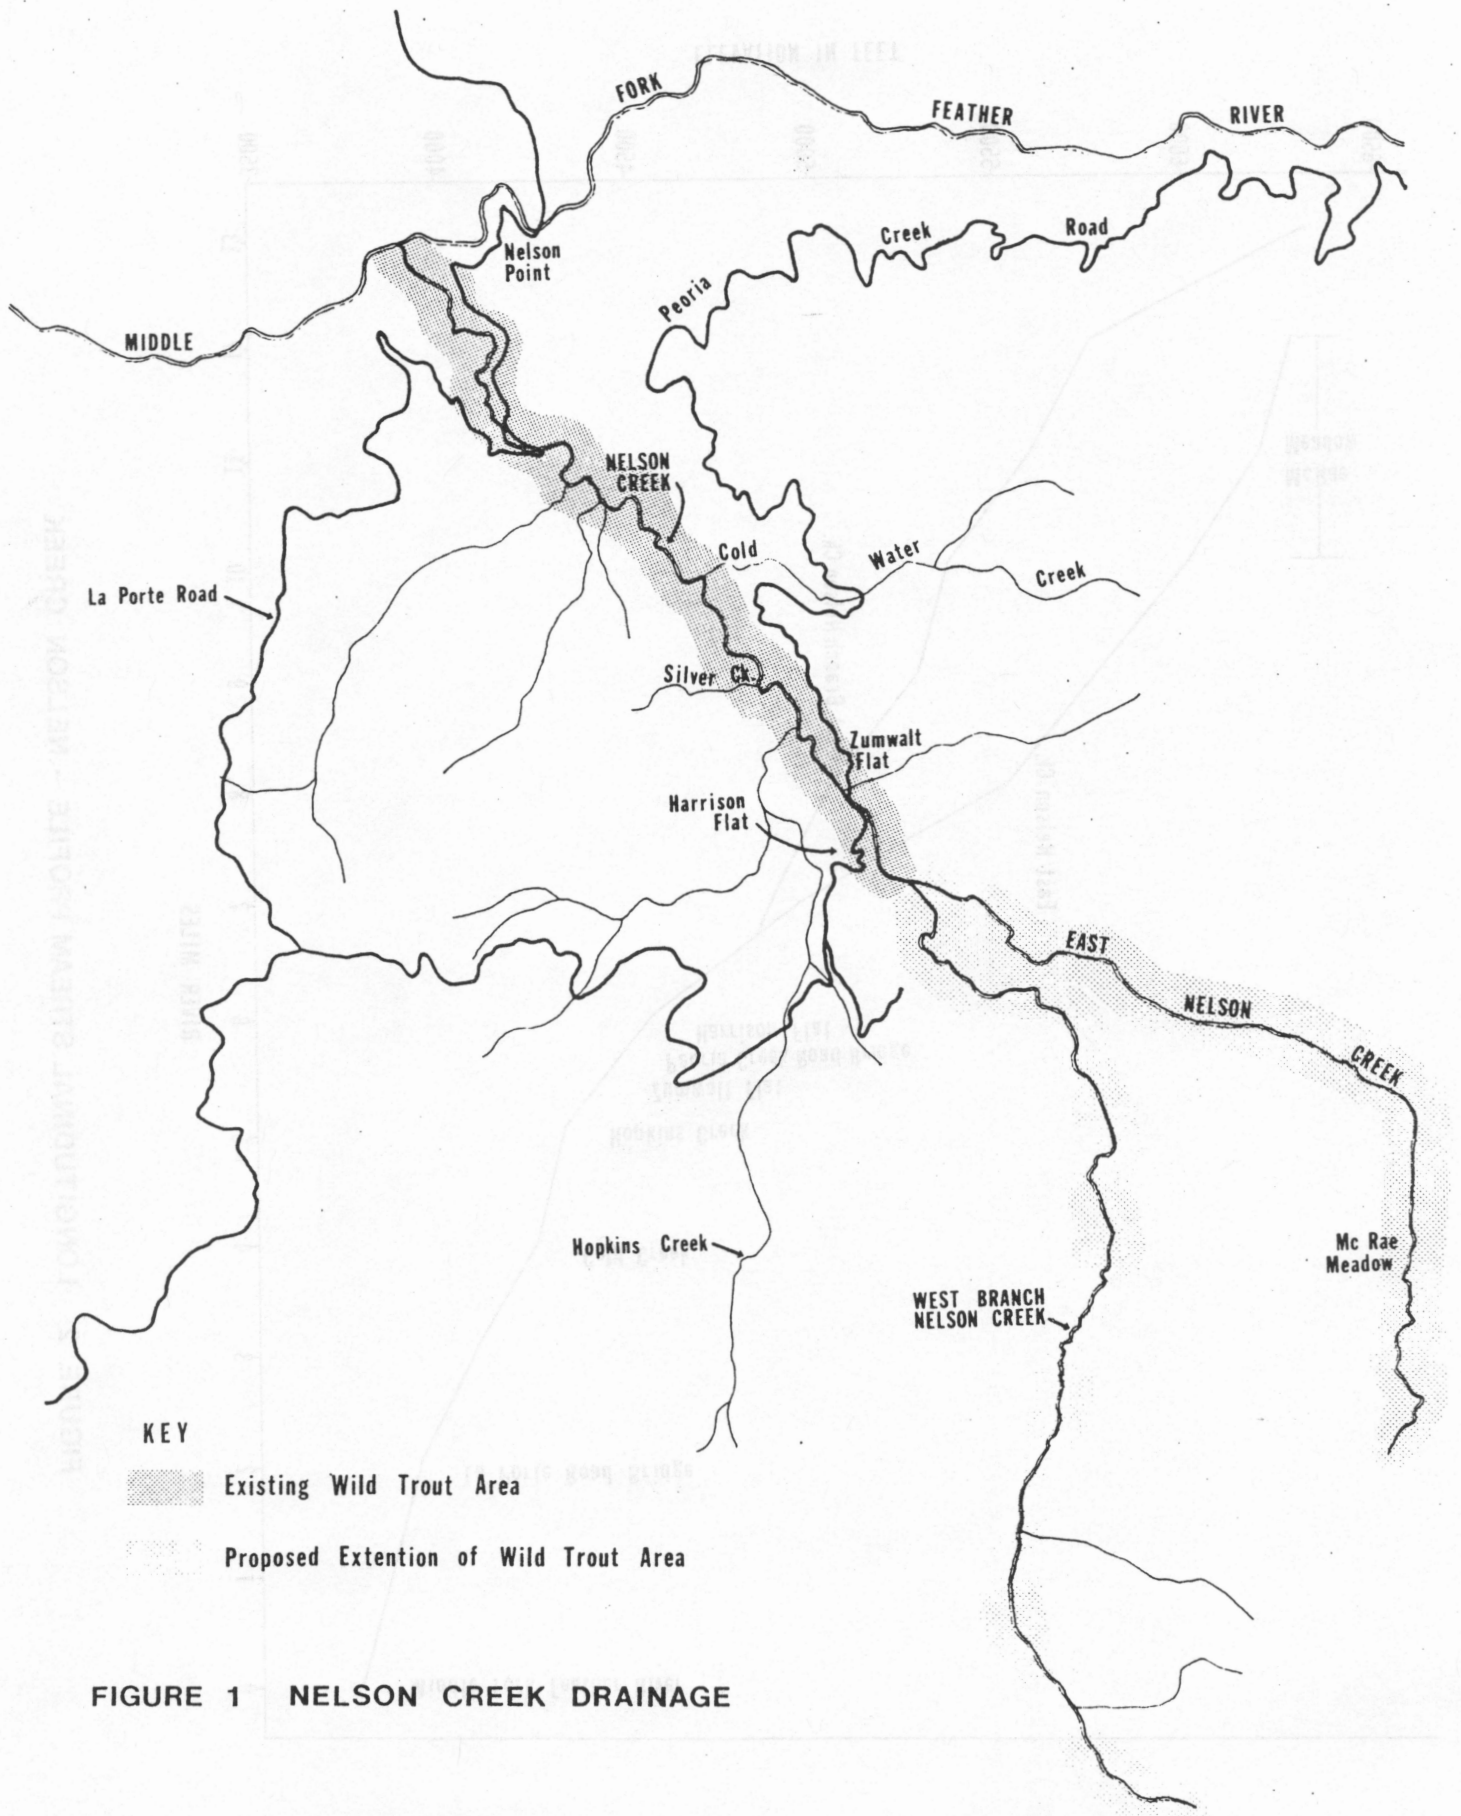 FORK
FEATHER
RIVER
Nelson
Point
Creek
Road
Peoria
MIDDLE
NELSON
CREEK
Cold
Water
Creek
La Porte Road
Silver Ck.
Zumwalt
Flat
Harrison
Flat
EAST
NELSON
CREEK
Hopkins Creek
Mc Rae
Meadow
WEST BRANCH
NELSON CREEK
KEY
Existing Wild Trout Area
Proposed Extention of Wild Trout Area
FIGURE 1 NELSON CREEK DRAINAGE